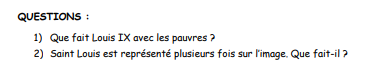 QUESTIONS :
1) Que fait Louis IX avec les pauvres ?
2) Saint Louis est représenté plusieurs fois sur l'image. Que fait-il ?